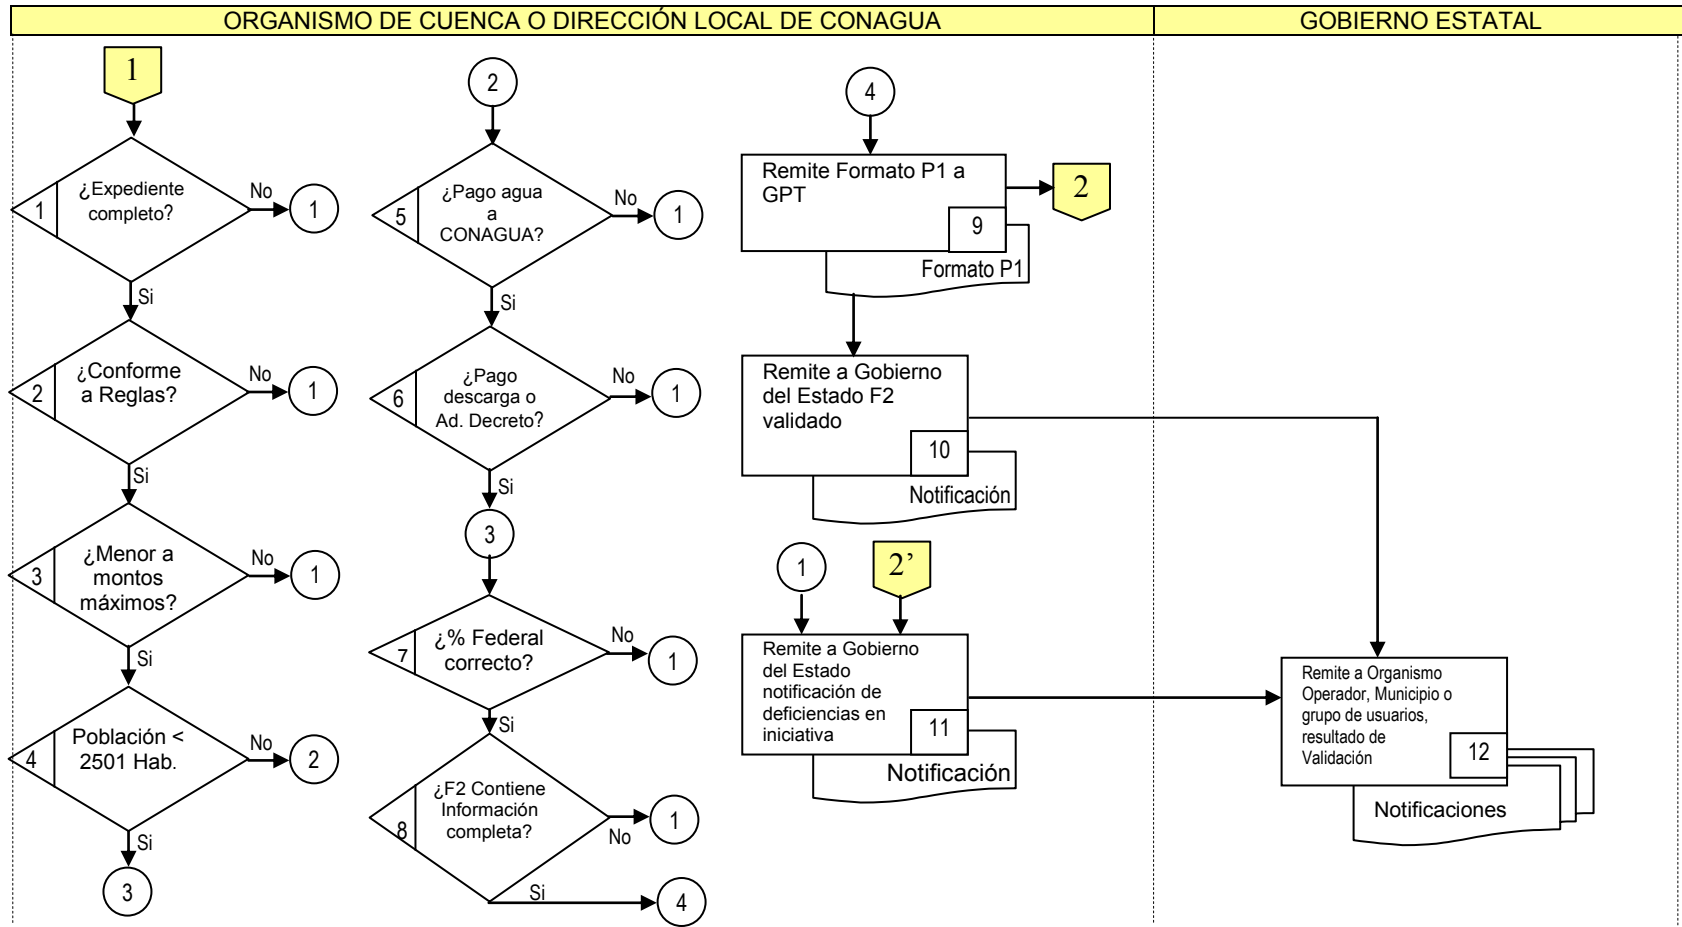 ORGANISMO DE CUENCA O DIRECCIÓN LOCAL DE CONAGUA
GOBIERNO ESTATAL
1
1
¿Expediente
completo?
No
1
Si
2
¿Conforme
a Reglas?
No
1
Si
3
¿Menor a
montos
máximos?
No
1
Si
4
Población <
2501 Hab.
No
2
Si
3
2
5
¿Pago agua
a
CONAGUA?
No
1
Si
6
¿Pago
descarga o
Ad. Decreto?
No
1
Si
3
7
¿% Federal
correcto?
No
1
Si
8
¿F2 Contiene
Información
completa?
No
1
Si
4
4
Remite Formato P1 a
GPT
9
Formato P1
2
Remite a Gobierno
del Estado F2
validado
10
Notificación
1
2’
Remite a Gobierno
del Estado
notificación de
deficiencias en
iniciativa
11
Notificación
Remite a Organismo
Operador, Municipio o
grupo de usuarios,
resultado de
Validación
12
Notificaciones